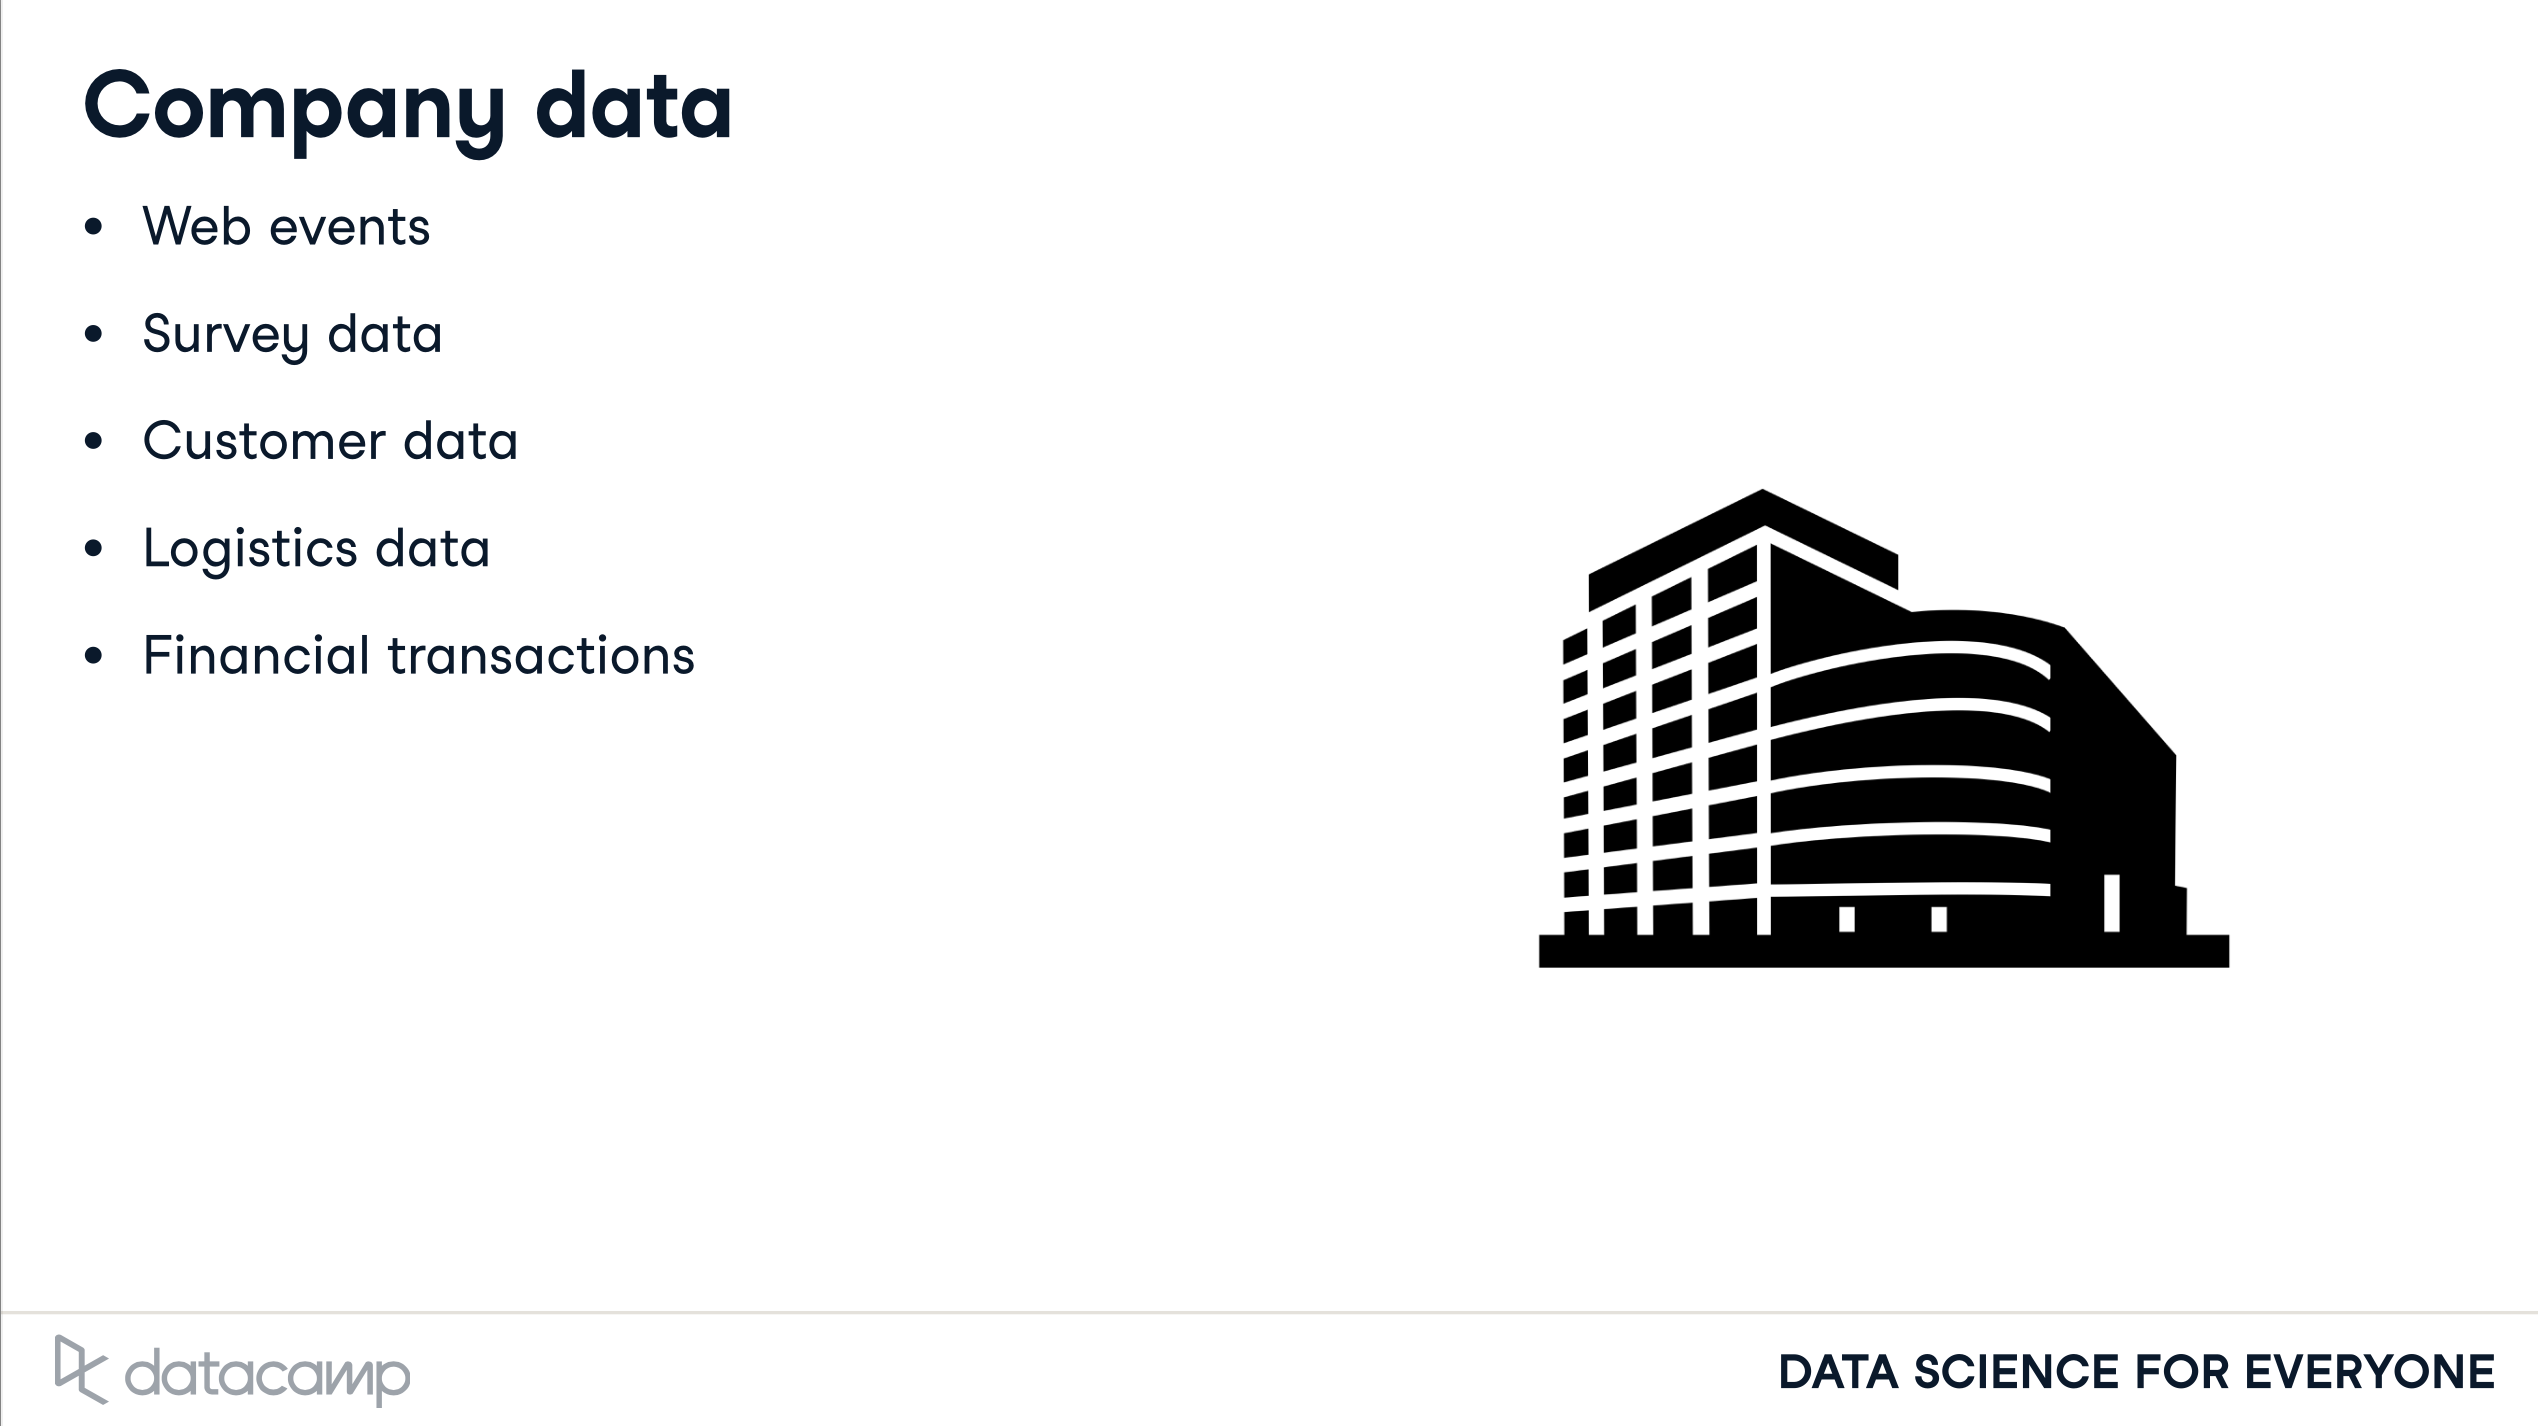 Company data
• Web events
• Survey data
• Customer data
• Logistics data
• Financial transactions
datacamp
DATA SCIENCE FOR EVERYONE